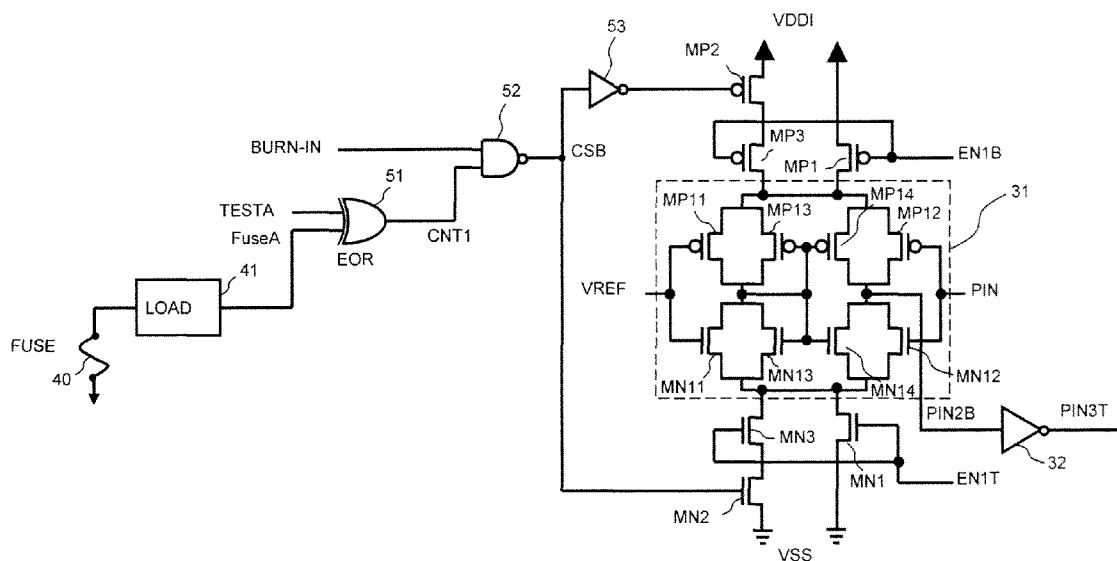 VDDI
53
MP2
52
BURN-IN
CSB
MP3
EN1B
51
MP1
TESTA
MP11
MP13
MP14
MP12
31
FuseA
CNT1
EOR
41
VREF
PIN
LOAD
FUSE
40
MN11
MN13
MN14
MN12
PIN2B
PIN3T
MN3
32
MN1
EN1T
MN2
VSS